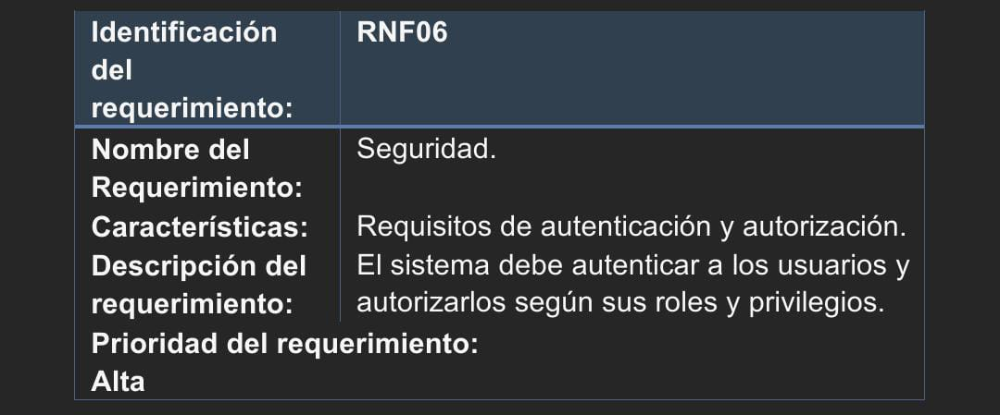 Identificación RNF06
del
requerimiento:
Nombre del Seguridad.
Requerimiento:
Características: Requisitos de autenticación y autorización.
Descripción del El sistema debe autenticar a los usuarios y
requerimiento: autorizarlos según sus roles y privilegios.
Prioridad del requerimiento:
Alta